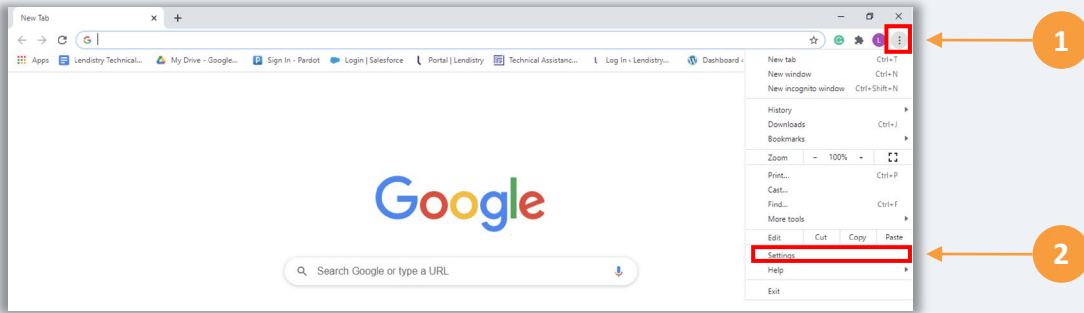 New Tab
G
Apps Lendistry Technical... My Drive - Google... Sign In - Pardot Login | Salesforce Portal | Lendistry Technical Assistanc... Log In ‹ Lendistry... Dashboard ‹
L
1
New tab Ctrl+T
New window Ctrl+N
New incognito window Ctrl+Shift+N
History
Downloads Ctrl+J
Bookmarks
Zoom - 100% +
Print... Ctrl+P
Cast...
Find... Ctrl+F
More tools
Edit Cut Copy Paste
Settings
Help
Exit
2
Google
Search Google or type a URL